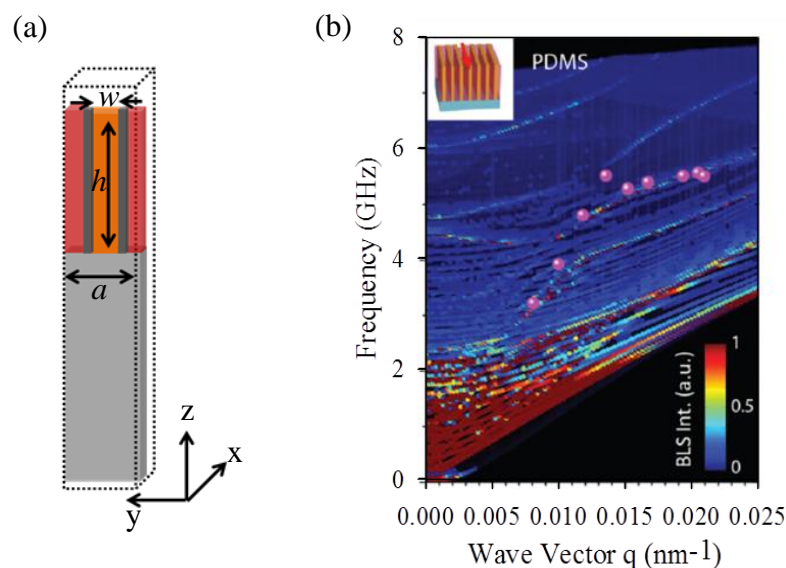 (a)
w
h
a
z
x
y
(b)
PDMS
8
6
4
2
0
Frequency (GHz)
1
0.5
0
BLS Int. (a.u.)
0.000 0.005 0.010 0.015 0.020 0.025
Wave Vector q (nm-1)